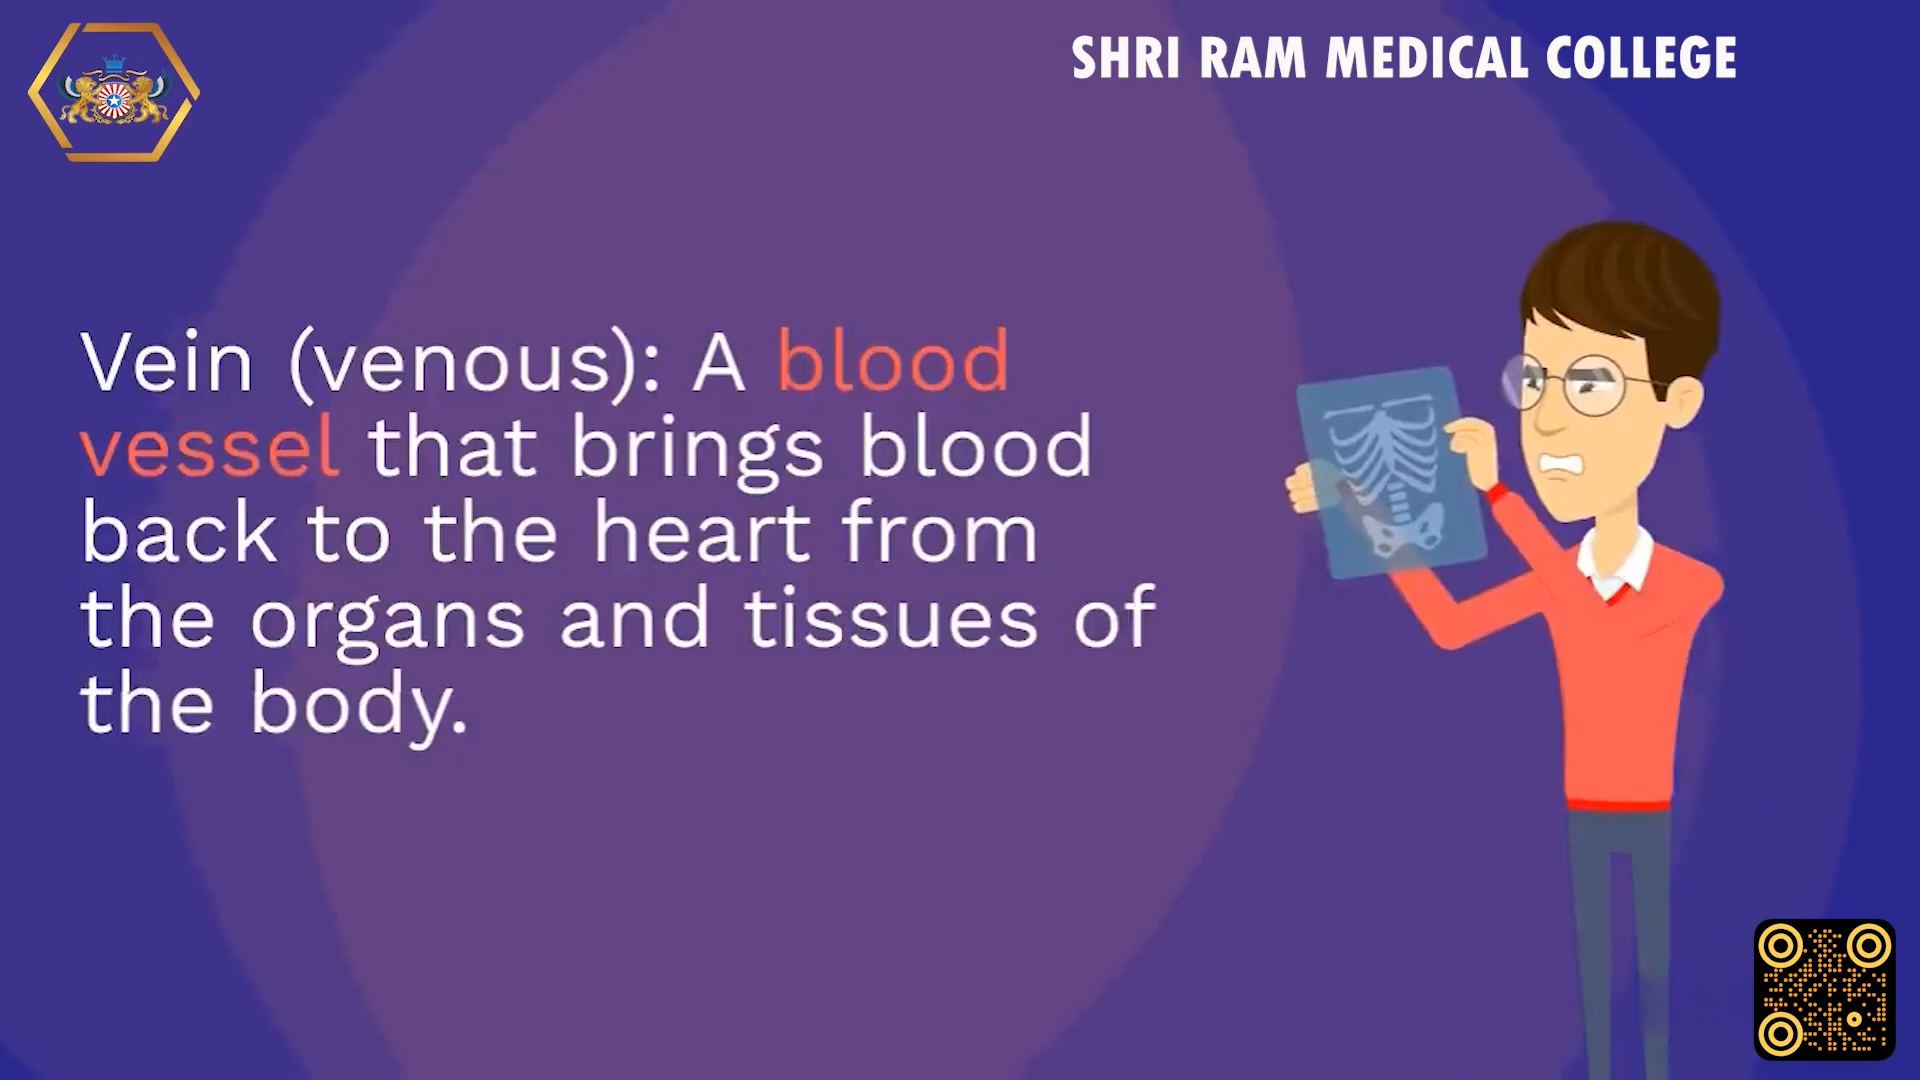 SHRI RAM MEDICAL COLLEGE
Vein (venous): A blood
vessel that brings blood
back to the heart from
the organs and tissues of
the body.